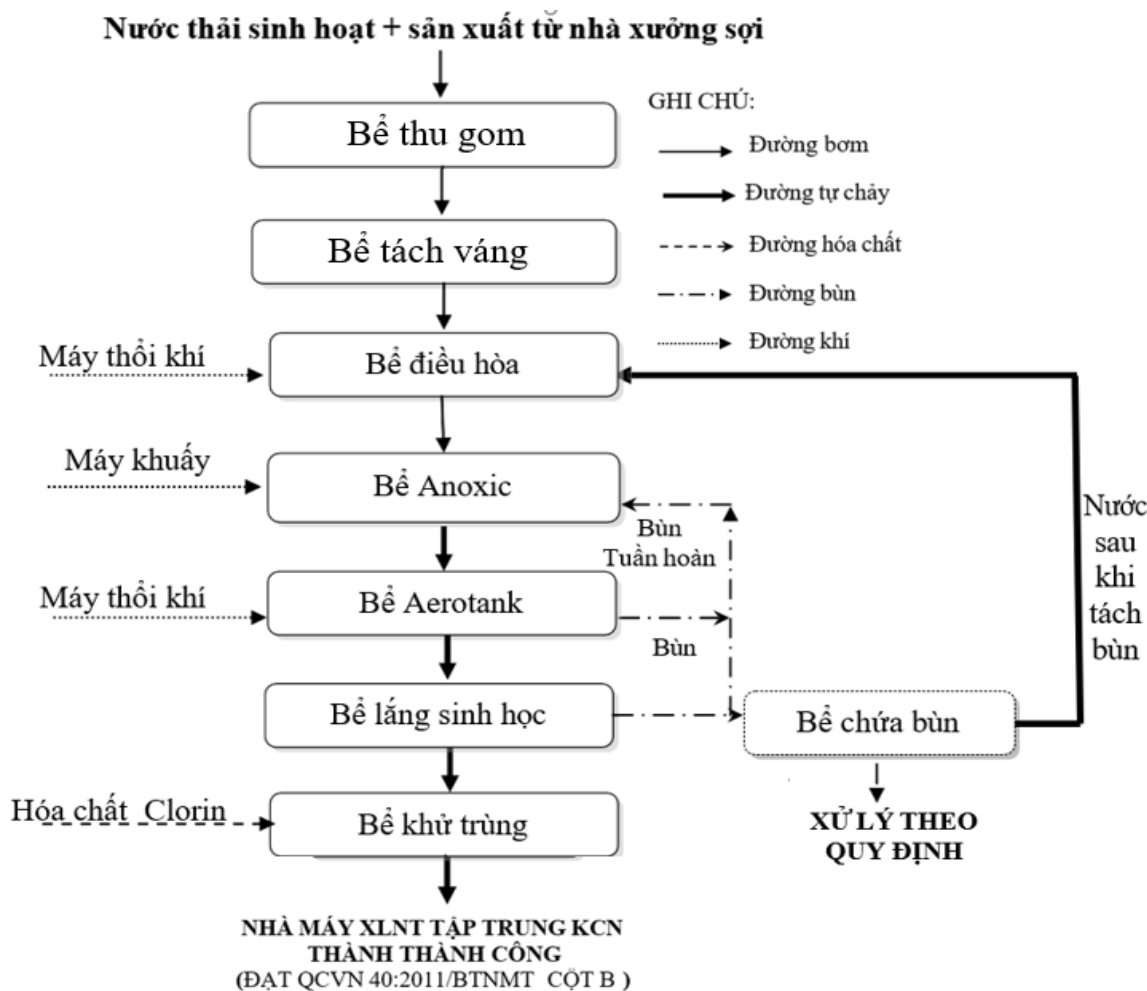 Nước thải sinh hoạt + sản xuất từ nhà xưởng sợi
GHI CHÚ:
Đường bơm
Đường tự chảy
Đường hóa chất
Đường bùn
Đường khí
Bể thu gom
Bể tách váng
Máy thổi khí
Bể điều hòa
Máy khuấy
Bể Anoxic
Bùn
Tuần hoàn
Máy thổi khí
Bể Aerotank
Bùn
Nước
sau
khi
tách
bùn
Bể lắng sinh học
Bể chứa bùn
Hóa chất Clorin
Bể khử trùng
XỬ LÝ THEO
QUY ĐỊNH
NHÀ MÁY XLNT TẬP TRUNG KCN
THÀNH THÀNH CÔNG
(ĐẠT QCVN 40:2011/BTNMT CỘT B )